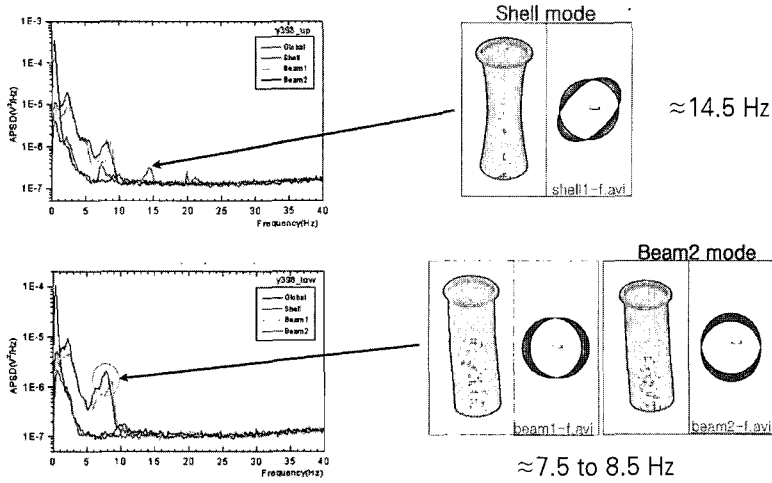 Shell mode
1E-3
1E-4
1E-5
1E-6
1E-7
APSD(V²/Hz)
y398_up
Global
Shell
Beam1
Beam2
0 5 10 15 20 25 30 35 40
Frequency(Hz)
shell1-f.avi
≈14.5 Hz
Beam2 mode
1E-4
1E-5
1E-6
1E-7
APSD(V²/Hz)
y398_low
Global
Shell
Beam1
Beam2
0 5 10 15 20 25 30 35 40
Frequency(Hz)
beam1-f.avi
beam2-f.avi
≈7.5 to 8.5 Hz